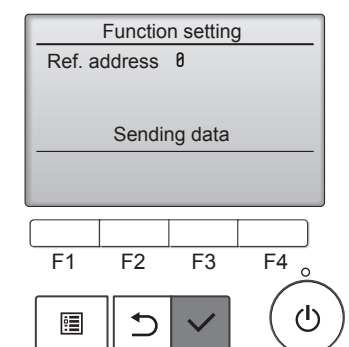 Function setting
Ref. address 0
Sending data
F1 F2 F3 F4